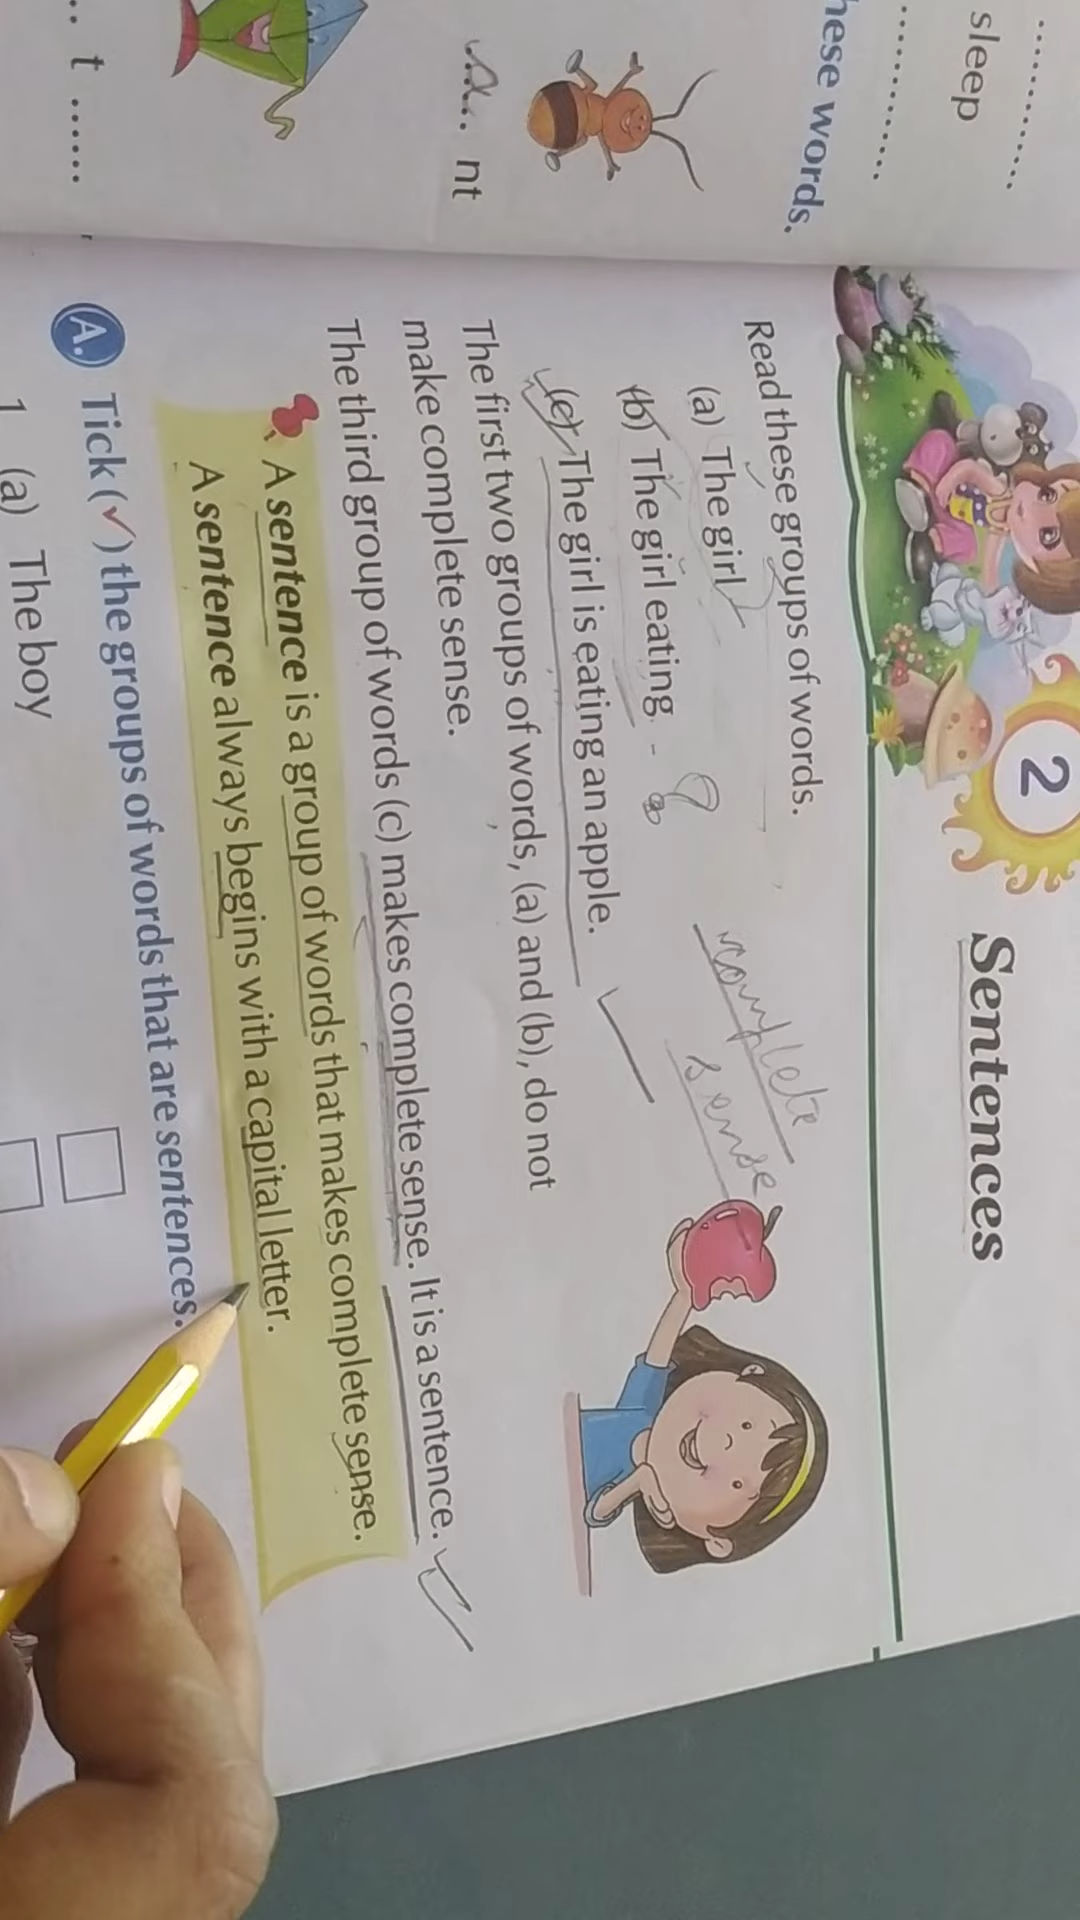 sleep
hese words.
nt
t
2
Sentences
Read these groups of words.
(a) The girl
(b) The girl eating
(c) The girl is eating an apple.
complete
sense
The first two groups of words, (a) and (b), do not
make complete sense.
The third group of words (c) makes complete sense. It is a sentence.
A sentence is a group of words that makes complete sense.
A sentence always begins with a capital letter.
A. Tick (✓) the groups of words that are sentences.
1 (a) The boy